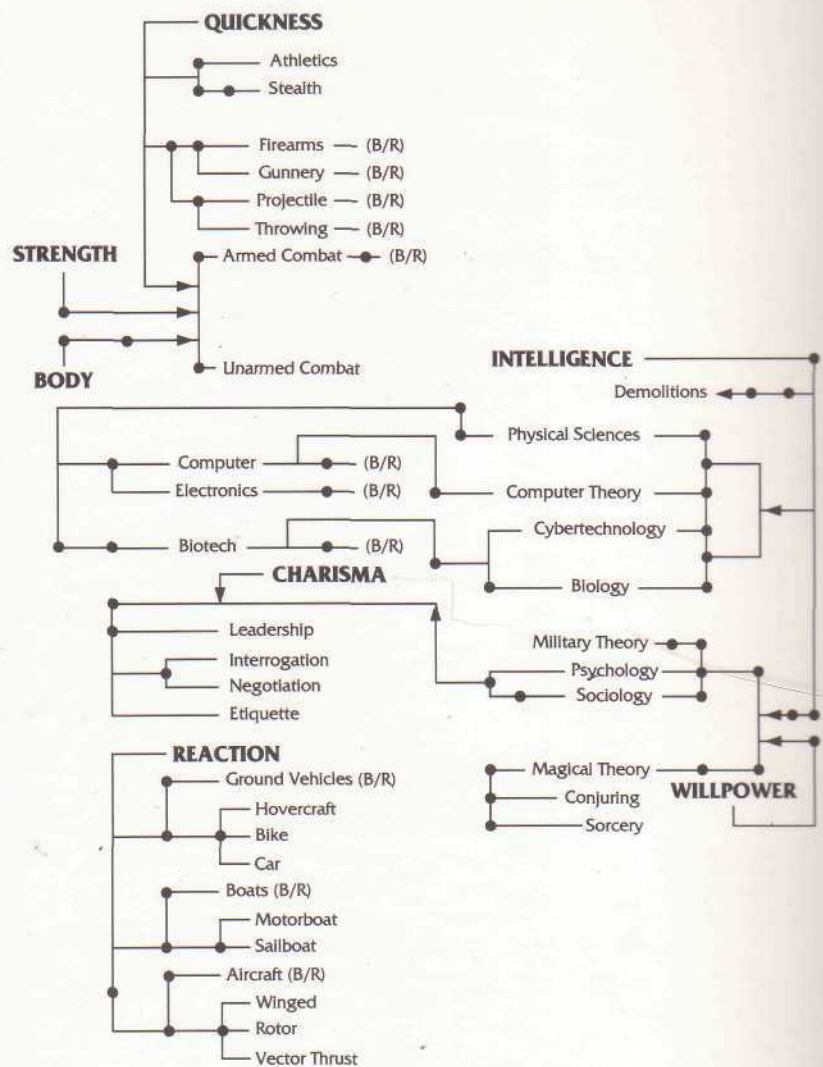 QUICKNESS
Athletics
Stealth
Firearms (B/R)
Gunnery (B/R)
Projectile (B/R)
Throwing (B/R)
STRENGTH
Armed Combat (B/R)
Unarmed Combat
BODY
INTELLIGENCE
Demolitions
Physical Sciences
Computer (B/R)
Electronics (B/R)
Computer Theory
Cybertechnology
Biotech (B/R)
CHARISMA
Biology
Leadership
Interrogation
Negotiation
Etiquette
Military Theory
Psychology
Sociology
REACTION
Ground Vehicles (B/R)
Hovercraft
Bike
Car
Magical Theory
Conjuring
Sorcery
WILLPOWER
Boats (B/R)
Motorboat
Sailboat
Aircraft (B/R)
Winged
Rotor
Vector Thrust